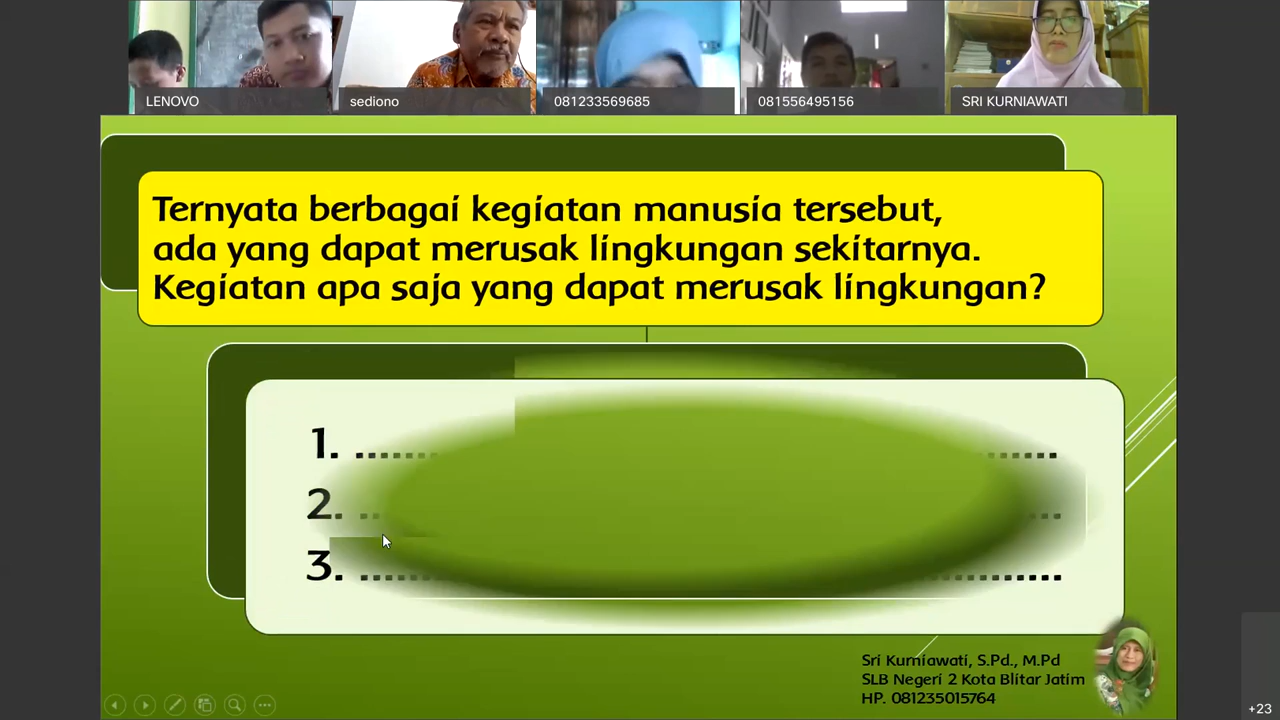 LENOVO
sediono
081233569685
081556495156
SRI KURNIAWATI
Ternyata berbagai kegiatan manusia tersebut,
ada yang dapat merusak lingkungan sekitarnya.
Kegiatan apa saja yang dapat merusak lingkungan?
1. ....... ....
2. .. ...
3. ......... ...........
Sri Kurniawati, S.Pd., M.Pd
SLB Negeri 2 Kota Blitar Jatim
HP. 081235015764
+23